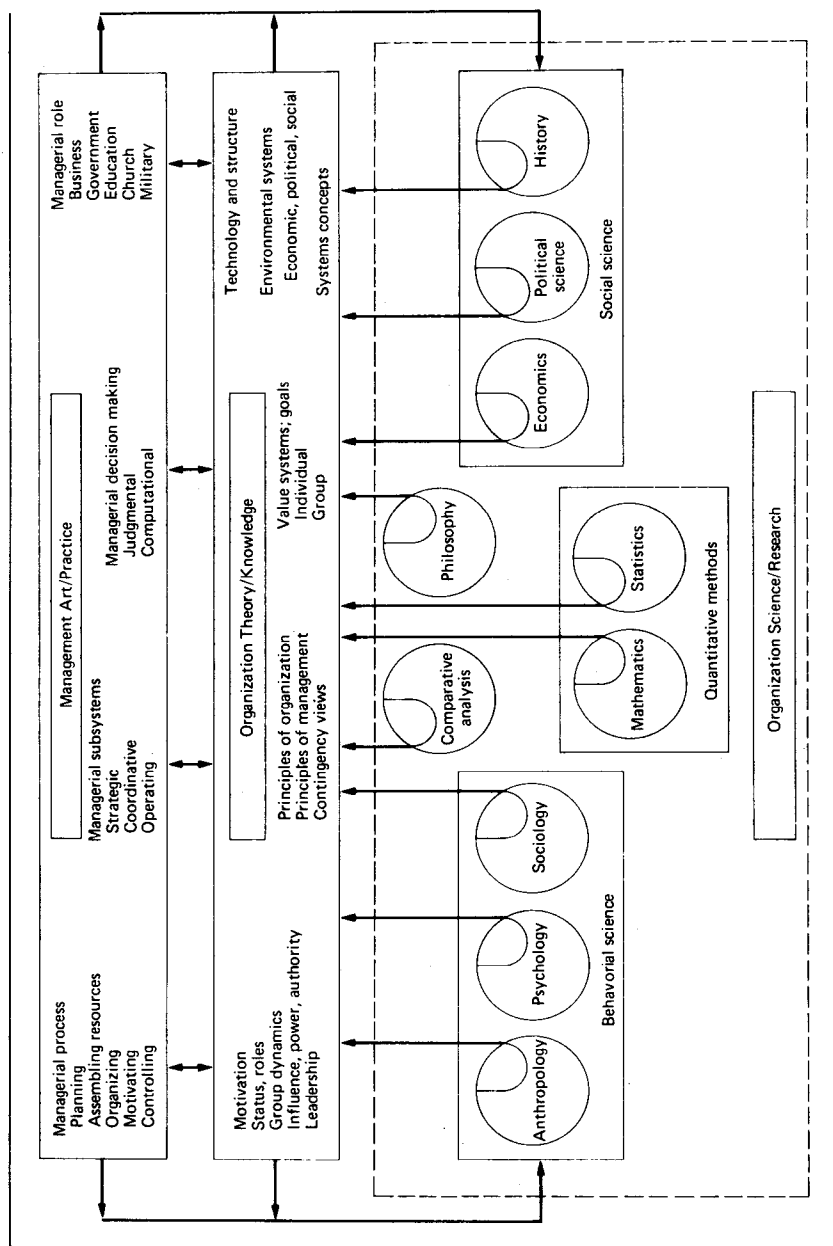 Management Art/Practice
Managerial process
Planning
Assembling resources
Organizing
Motivating
Controlling
Managerial subsystems
Strategic
Coordinative
Operating
Managerial decision making
Judgmental
Computational
Managerial role
Business
Government
Education
Church
Military
Organization Theory/Knowledge
Motivation
Status, roles
Group dynamics
Influence, power, authority
Leadership
Principles of organization
Principles of management
Contingency views
Value systems; goals
Individual
Group
Technology and structure
Environmental systems
Economic, political, social
Systems concepts
Comparative
analysis
Philosophy
Anthropology
Psychology
Sociology
Behavorial science
Mathematics
Statistics
Quantitative methods
Economics
Political
science
History
Social science
Organization Science/Research